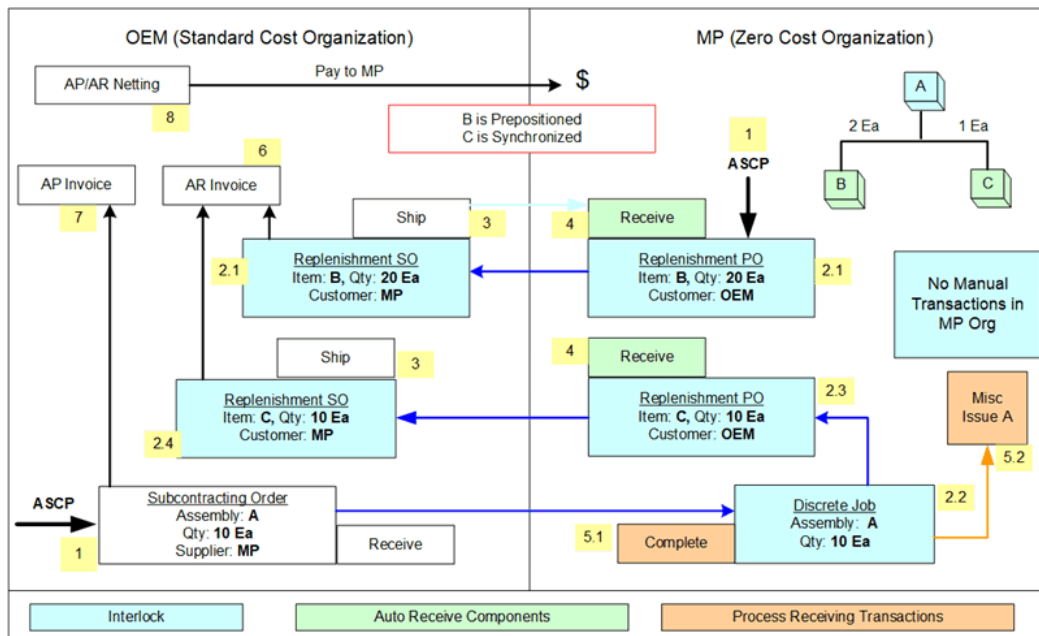 OEM (Standard Cost Organization)
MP (Zero Cost Organization)
AP/AR Netting
8
Pay to MP
$
B is Prepositioned
C is Synchronized
1
ASCP
A
2 Ea
1 Ea
B
C
6
AP Invoice
7
AR Invoice
Ship
3
4
Receive
2.1
Replenishment SO
Item: B, Qty: 20 Ea
Customer: MP
Replenishment PO
Item: B, Qty: 20 Ea
Customer: OEM
2.1
No Manual
Transactions in
MP Org
Ship
3
4
Receive
2.4
Replenishment SO
Item: C, Qty: 10 Ea
Customer: MP
Replenishment PO
Item: C, Qty: 10 Ea
Customer: OEM
2.3
Misc
Issue A
5.2
ASCP
1
Subcontracting Order
Assembly: A
Qty: 10 Ea
Supplier: MP
Receive
5.1
Complete
Discrete Job
Assembly: A
Qty: 10 Ea
2.2
Interlock
Auto Receive Components
Process Receiving Transactions